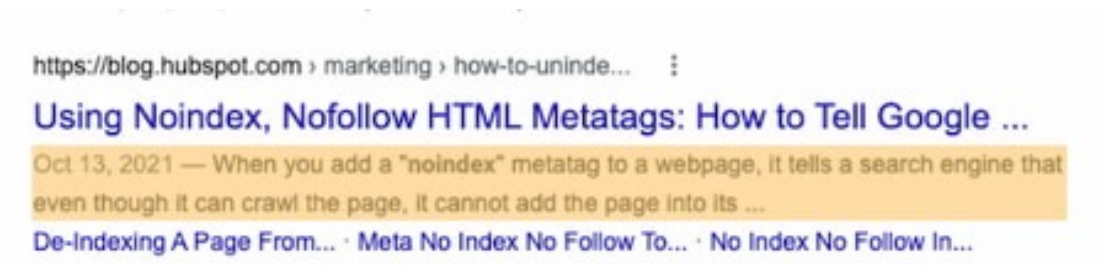 https://blog.hubspot.com › marketing › how-to-uninde...
Using Noindex, Nofollow HTML Metatags: How to Tell Google ...
Oct 13, 2021 — When you add a "noindex" metatag to a webpage, it tells a search engine that
even though it can crawl the page, it cannot add the page into its ...
De-Indexing A Page From... · Meta No Index No Follow To... · No Index No Follow In...